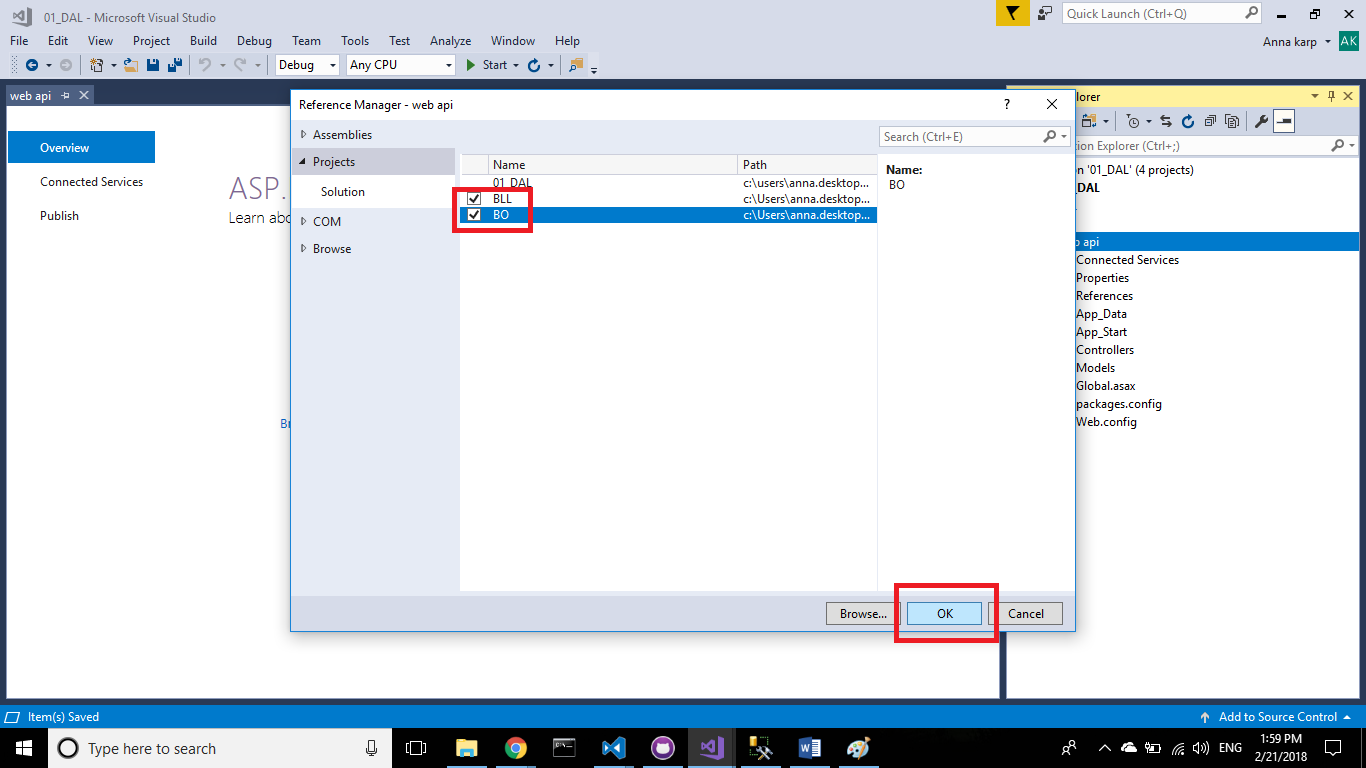 01_DAL - Microsoft Visual Studio
Quick Launch (Ctrl+Q)
File Edit View Project Build Debug Team Tools Test Analyze Window Help
Anna karp AK
Debug Any CPU Start
web api
Overview
Connected Services
Publish
ASP.
Learn abo
Reference Manager - web api
?
Assemblies
Projects
Solution
COM
Browse
Search (Ctrl+E)
Name Path
01_DAL c:\users\anna.desktop...
BLL c:\Users\anna.desktop...
BO c:\Users\anna.desktop...
Name:
BO
Browse... OK Cancel
lorer
ion Explorer (Ctrl+;)
on '01_DAL' (4 projects)
_DAL
api
Connected Services
Properties
References
App_Data
App_Start
Controllers
Models
Global.asax
packages.config
Web.config
Item(s) Saved
Add to Source Control
Type here to search
ENG
1:59 PM
2/21/2018